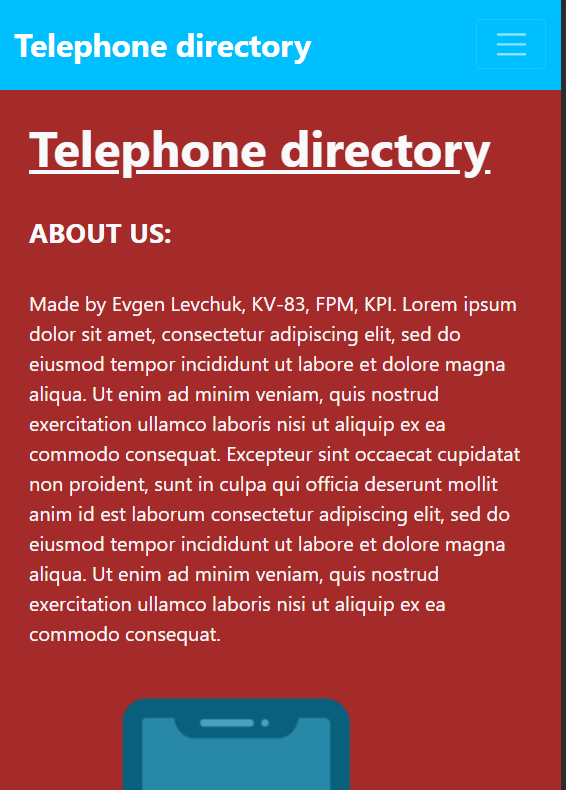 Telephone directory
Telephone directory
ABOUT US:
Made by Evgen Levchuk, KV-83, FPM, KPI. Lorem ipsum
dolor sit amet, consectetur adipiscing elit, sed do
eiusmod tempor incididunt ut labore et dolore magna
aliqua. Ut enim ad minim veniam, quis nostrud
exercitation ullamco laboris nisi ut aliquip ex ea
commodo consequat. Excepteur sint occaecat cupidatat
non proident, sunt in culpa qui officia deserunt mollit
anim id est laborum consectetur adipiscing elit, sed do
eiusmod tempor incididunt ut labore et dolore magna
aliqua. Ut enim ad minim veniam, quis nostrud
exercitation ullamco laboris nisi ut aliquip ex ea
commodo consequat.